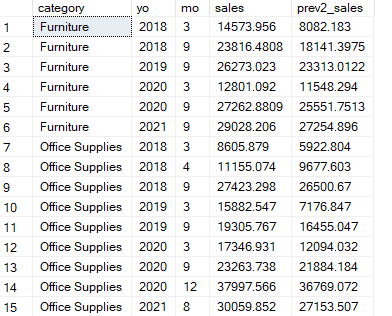 category yo mo sales prev2_sales
1 Furniture 2018 3 14573.956 8082.183
2 Furniture 2018 9 23816.4808 18141.3975
3 Furniture 2019 9 26273.023 23313.0122
4 Furniture 2020 3 12801.092 11548.294
5 Furniture 2020 9 27262.8809 25551.7513
6 Furniture 2021 9 29028.206 27254.896
7 Office Supplies 2018 3 8605.879 5922.804
8 Office Supplies 2018 4 11155.074 9677.603
9 Office Supplies 2018 9 27423.298 26500.67
10 Office Supplies 2019 3 15882.547 7176.847
11 Office Supplies 2019 9 19305.767 16455.047
12 Office Supplies 2020 3 17346.931 12094.032
13 Office Supplies 2020 9 23263.738 21884.184
14 Office Supplies 2020 12 37997.566 36769.072
15 Office Supplies 2021 8 30059.852 27153.507